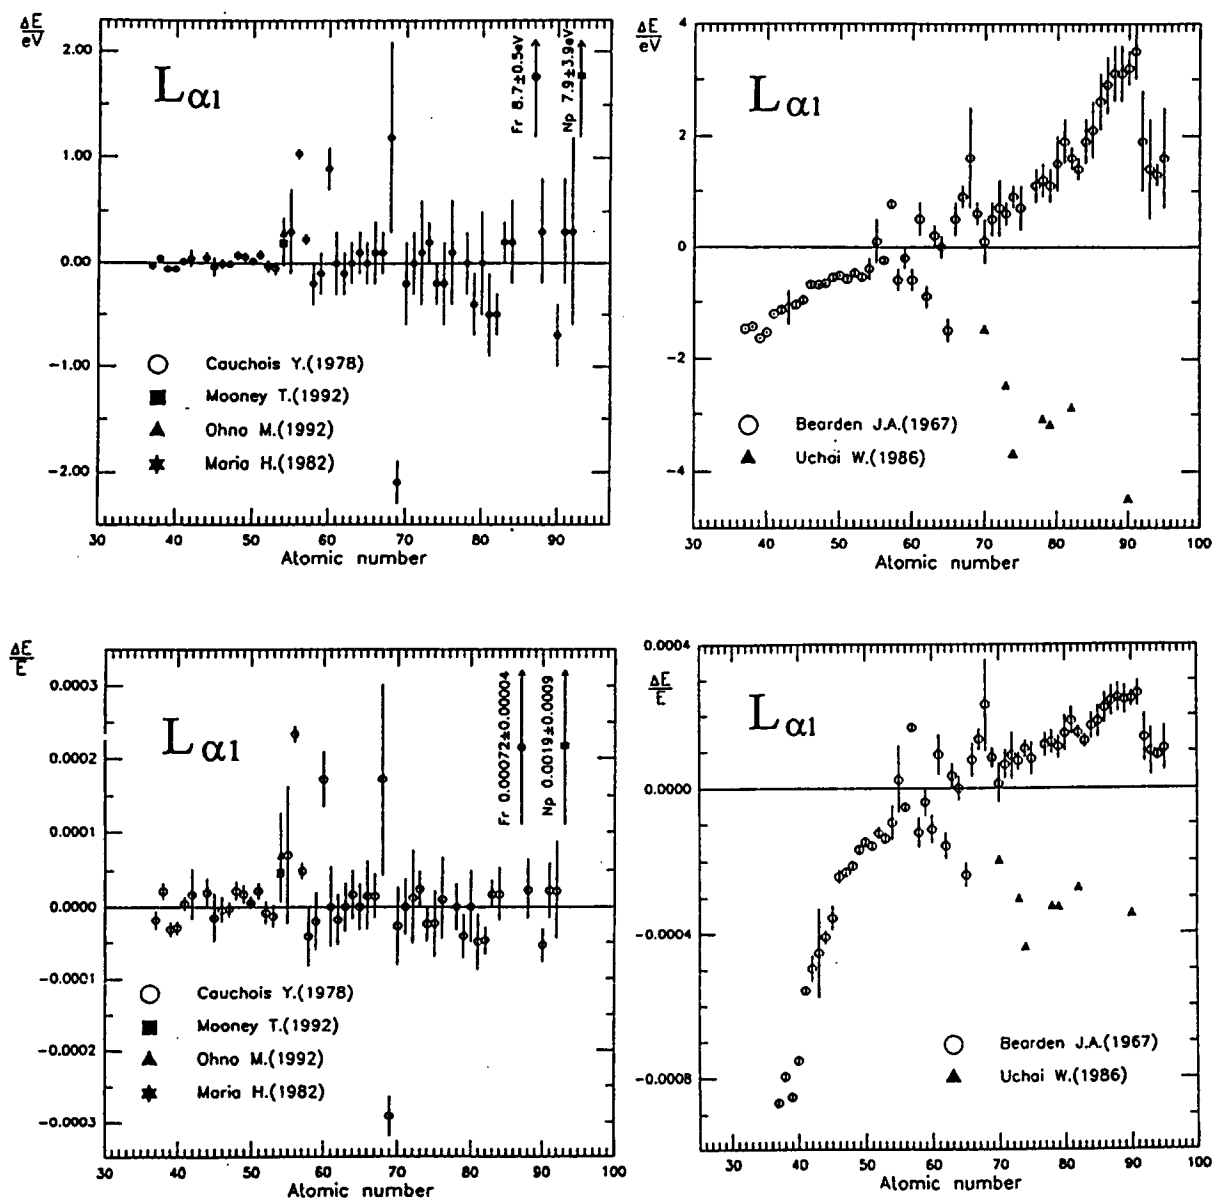 ΔE
eV
2.00
1.00
0.00
−1.00
−2.00
Lα1
Fr 8.7±0.5eV
Np 7.9±3.9eV
Cauchois Y.(1978)
Mooney T.(1992)
Ohno M.(1992)
Maria H.(1982)
30 40 50 60 70 80 90
Atomic number
ΔE
eV
4
2
0
−2
−4
Lα1
Bearden J.A.(1967)
Uchai W.(1986)
30 40 50 60 70 80 90 100
Atomic number
ΔE
E
0.0003
0.0002
0.0001
0.0000
−0.0001
−0.0002
−0.0003
Lα1
Fr 0.00072±0.00004
Np 0.0019±0.0009
Cauchois Y.(1978)
Mooney T.(1992)
Ohno M.(1992)
Maria H.(1982)
30 40 50 60 70 80 90 100
Atomic number
ΔE
E
0.0004
0.0000
−0.0004
−0.0008
Lα1
Bearden J.A.(1967)
Uchai W.(1986)
30 40 50 60 70 80 90 100
Atomic number